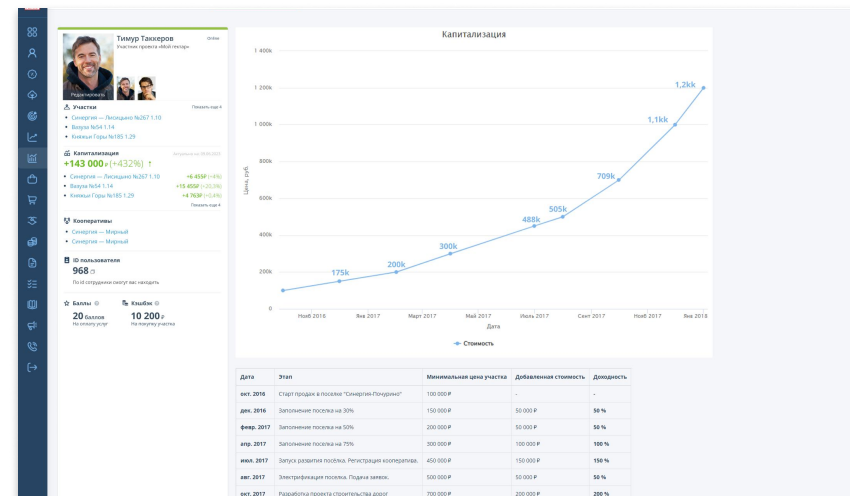 Тимур Таккеров
Online
Участник проекта «Мой гектар»
Редактировать
Участки
Показать еще 4
Синергия — Лисицыно №267 1.10
Вазуза №54 1.14
Княжьи Горы №185 1.29
Капитализация
+143 000 ₽ (+432%) ↑
Синергия — Лисицыно №267 1.10 +6 455₽ (+4%)
Вазуза №54 1.14 +15 455₽ (+20,3%)
Княжьи Горы №185 1.29 +4 763₽ (+0,4%)
Показать еще 4
Кооперативы
Синергия — Мирный
Синергия — Мирный
ID пользователя
968
По id сотрудники смогут вас находить
Баллы
Кэшбэк
20 баллов
10 200 ₽
На оплату услуг
На покупку участка
Капитализация
1 400k
1 200k
1 000k
800k
600k
400k
200k
0
Цена, руб.
175k
200k
300k
488k
505k
709k
1,1kk
1,2kk
Нояб 2016 Янв 2017 Март 2017 Май 2017 Июль 2017 Сент 2017 Нояб 2017 Янв 2018
Дата
Стоимость
Дата Этап Минимальная цена участка Добавленная стоимость Доходность
окт. 2016 Старт продаж в поселке "Синергия-Почурино" 100 000 ₽ - -
дек. 2016 Заполнение поселка на 30% 150 000 ₽ 50 000 ₽ 50 %
февр. 2017 Заполнение поселка на 50% 200 000 ₽ 50 000 ₽ 50 %
апр. 2017 Заполнение поселка на 75% 300 000 ₽ 100 000 ₽ 100 %
июл. 2017 Запуск развития посёлка. Регистрация кооператива. 450 000 ₽ 150 000 ₽ 150 %
авг. 2017 Электрификация поселка. Подача заявок. 500 000 ₽ 50 000 ₽ 50 %
окт. 2017 Разработка проекта строительства дорог 700 000 ₽ 200 000 ₽ 200 %